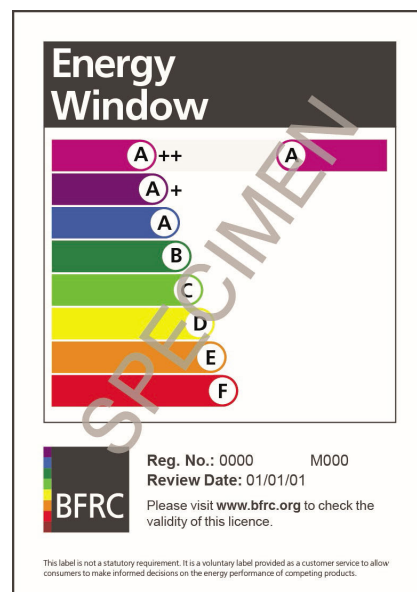 Energy
Window
A++ A
A+
A
B
C
D
E
F
SPECIMEN
BFRC
Reg. No.: 0000 M000
Review Date: 01/01/01
Please visit www.bfrc.org to check the
validity of this licence.
This label is not a statutory requirement. It is a voluntary label provided as a customer service to allow
consumers to make informed decisions on the energy performance of competing products.